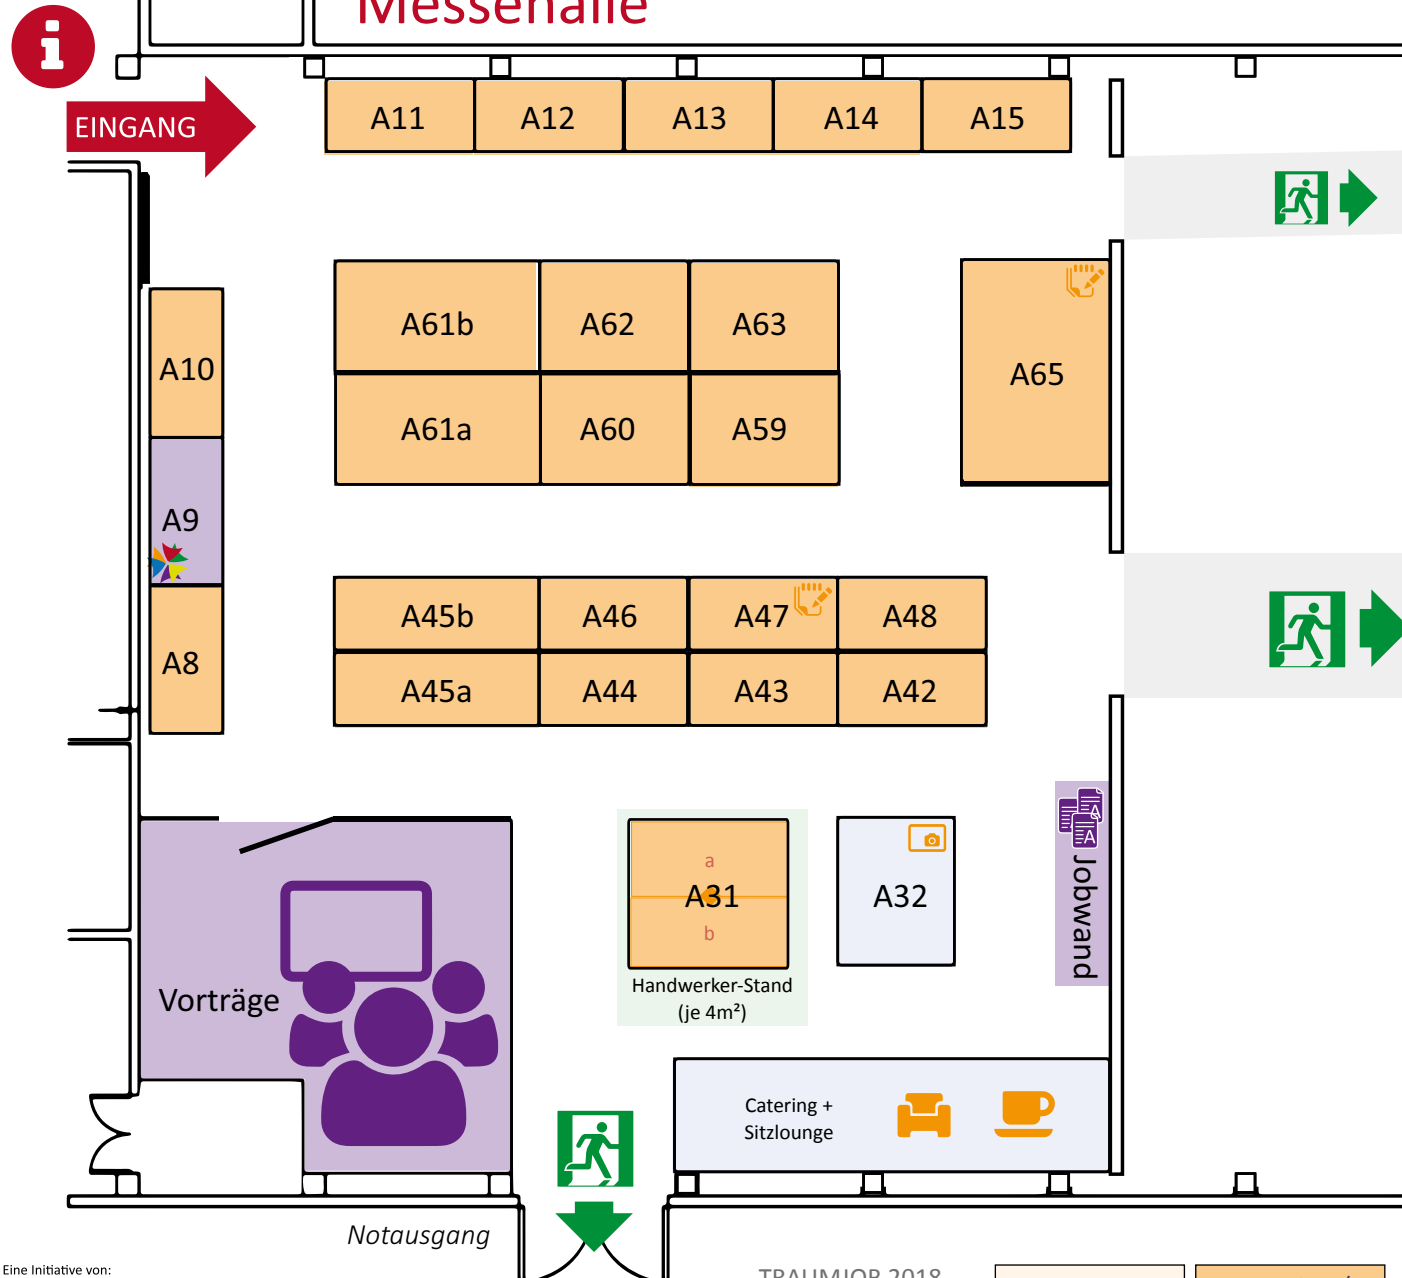 Messehalle
EINGANG
A11
A12
A13
A14
A15
A61b
A62
A63
A65
A10
A61a
A60
A59
A9
A45b
A46
A47
A48
A8
A45a
A44
A43
A42
a
A31
b
A32
Jobwand
A
A
Handwerker-Stand
(je 4m²)
Vorträge
Catering +
Sitzlounge
Notausgang
Eine Initiative von:
TRAUMJOB 2018